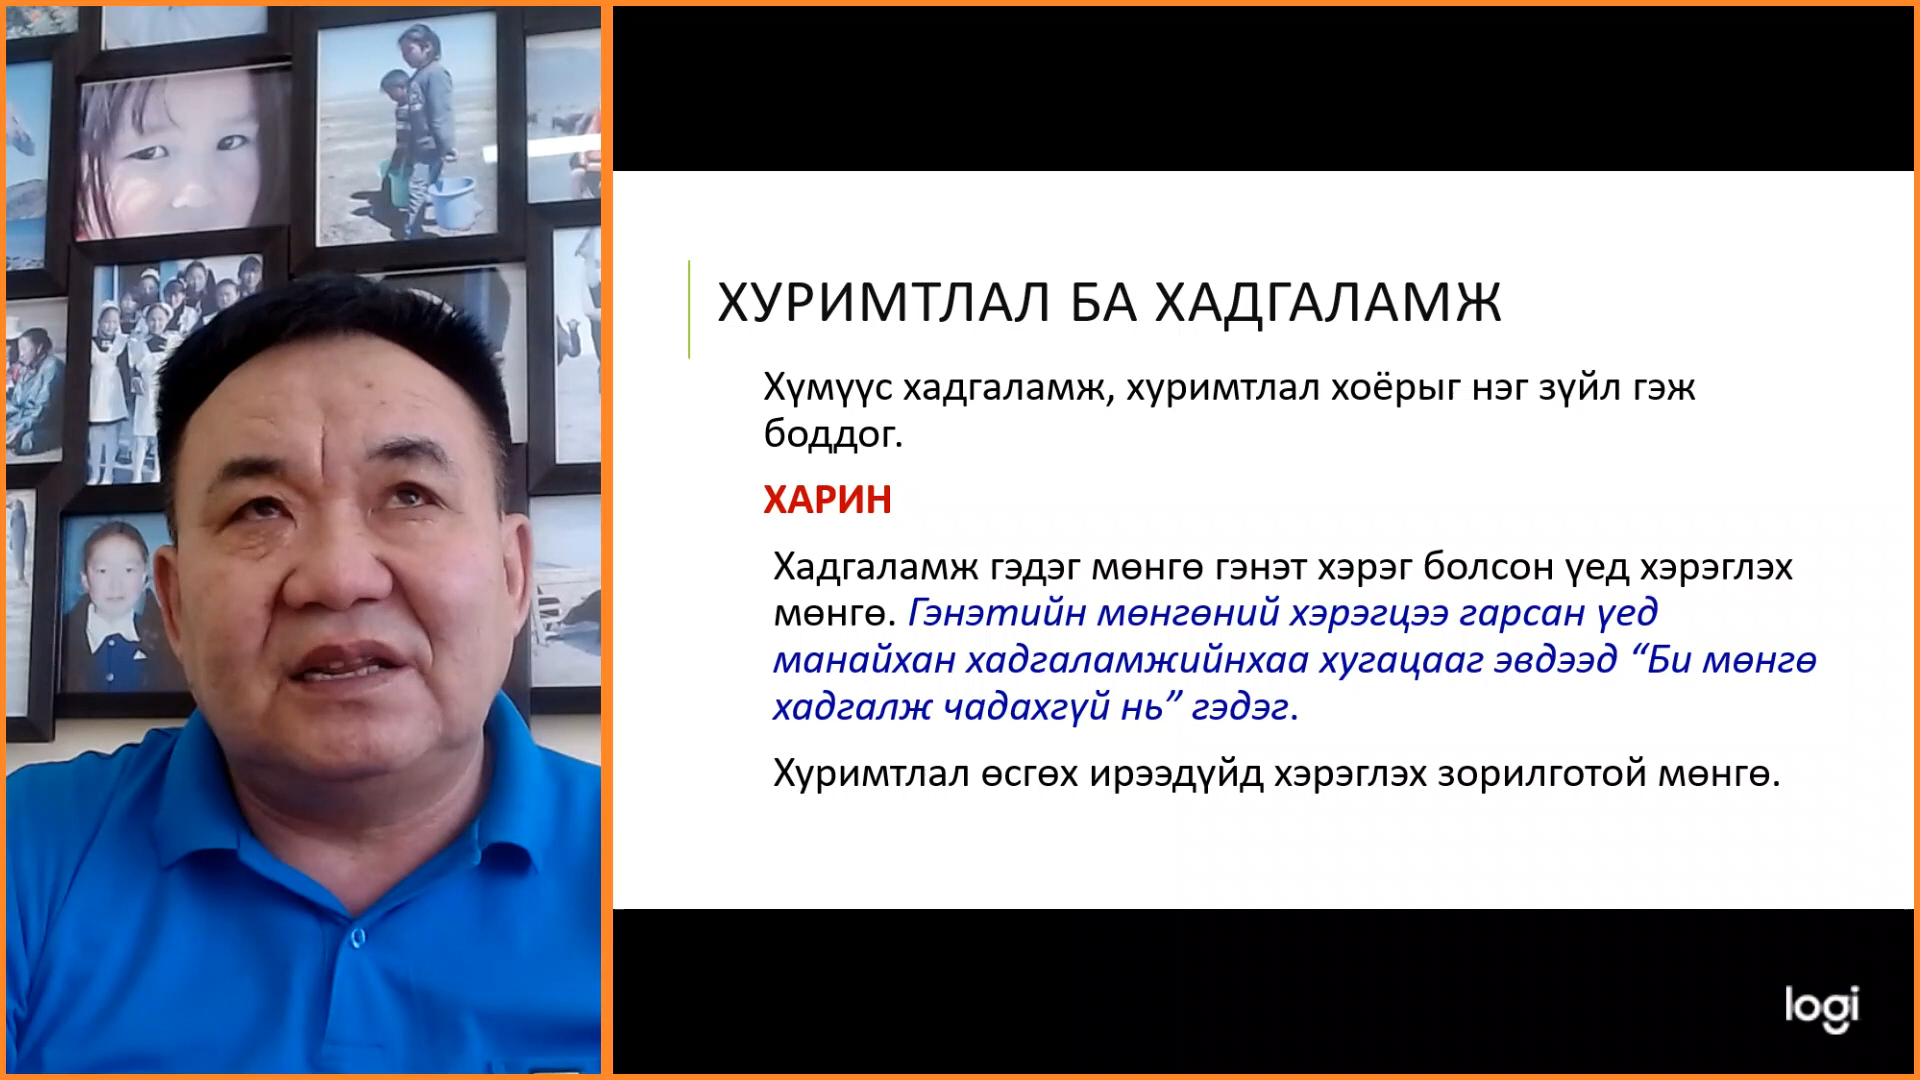 ХУРИМТЛАЛ БА ХАДГАЛАМЖ
Хүмүүс хадгаламж, хуримтлал хоёрыг нэг зүйл гэж
боддог.
ХАРИН
Хадгаламж гэдэг мөнгө гэнэт хэрэг болсон үед хэрэглэх
мөнгө. Гэнэтийн мөнгөний хэрэгцээ гарсан үед
манайхан хадгаламжийнхаа хугацааг эвдээд “Би мөнгө
хадгалж чадахгүй нь” гэдэг.
Хуримтлал өсгөх ирээдүйд хэрэглэх зорилготой мөнгө.
logi